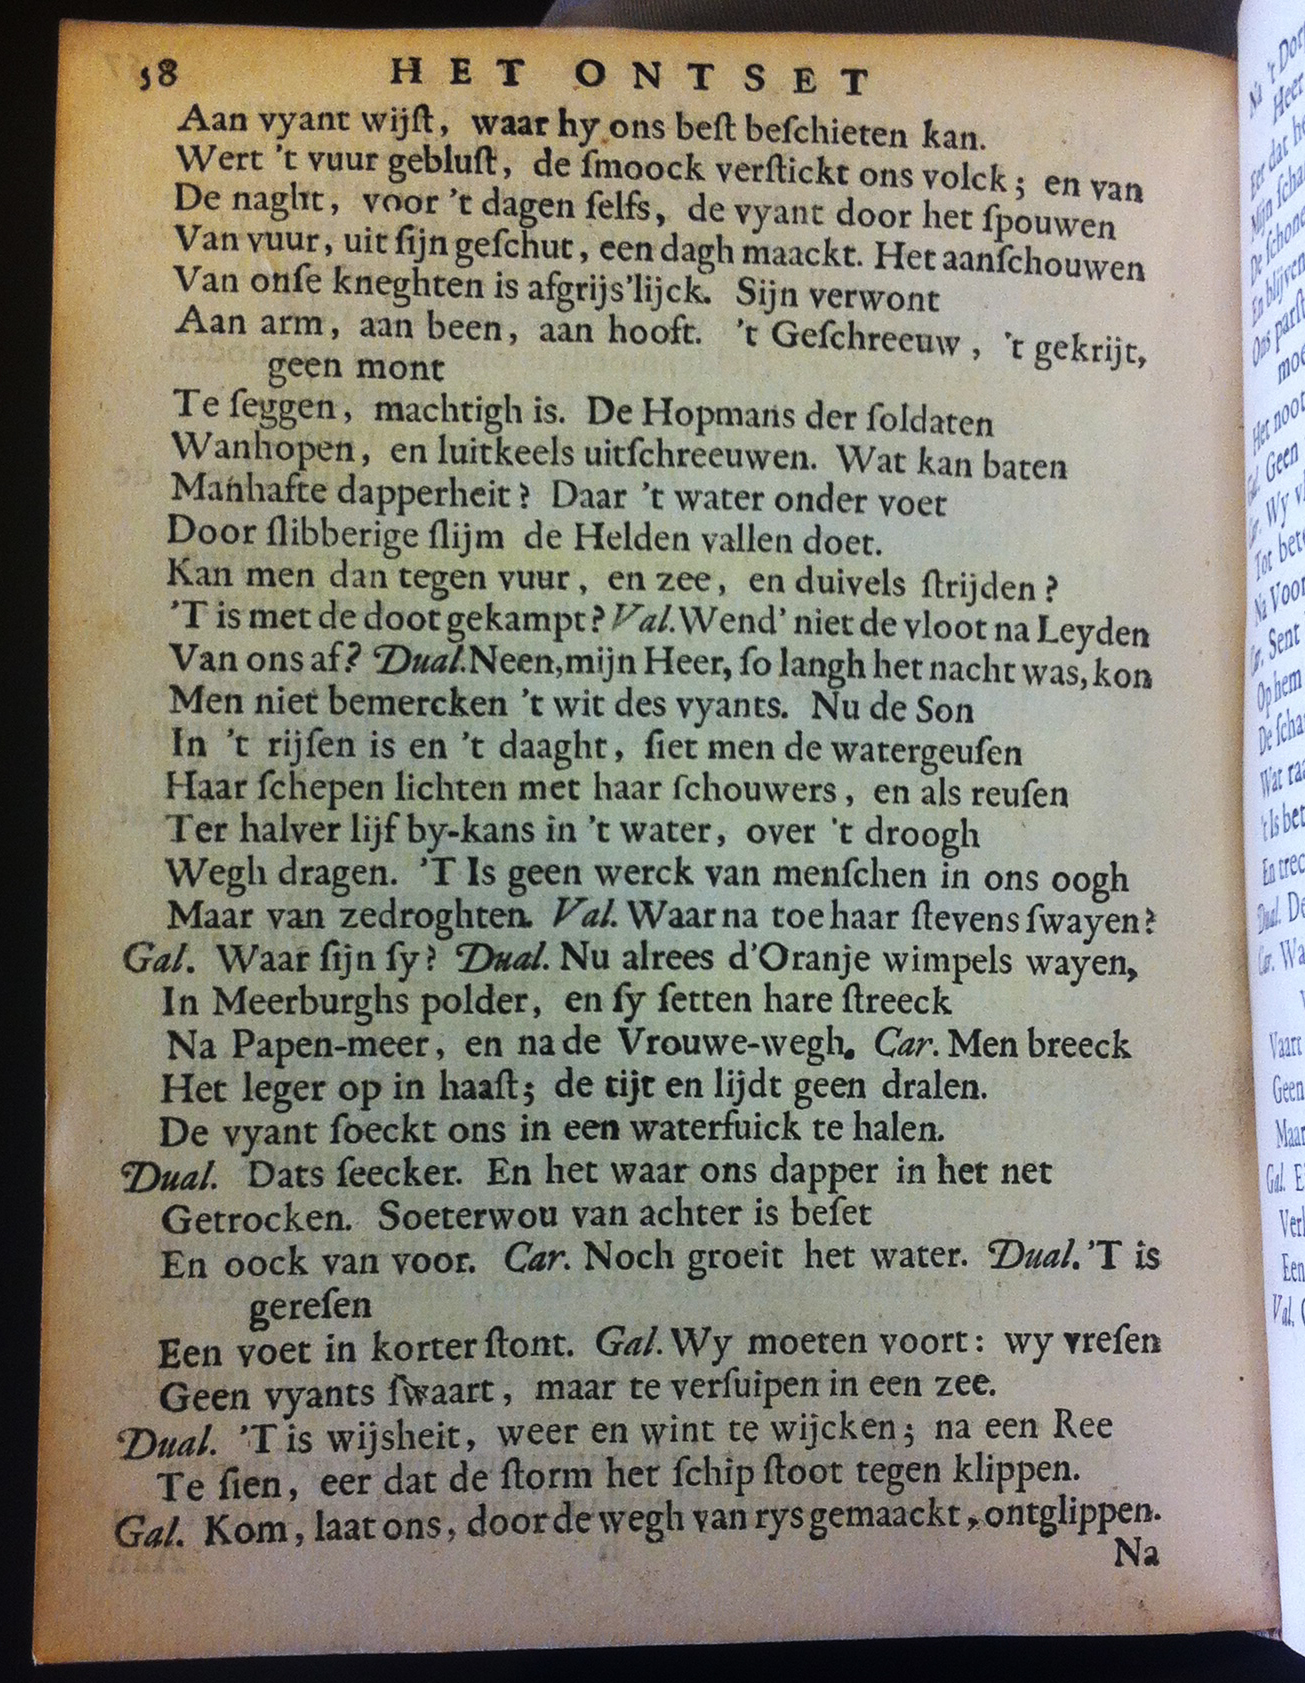 58 HET ONTSET
Aan vyant wijſt, waar hy ons beſt beſchieten kan.
Wert 't vuur gebluſt, de ſmoock verſtickt ons volck; en van
De naght, voor 't dagen ſelfs, de vyant door het ſpouwen
Van vuur, uit ſijn geſchut, een dagh maackt. Het aanſchouwen
Van onſe kneghten is afgrijs'lijck. Sijn verwont
Aan arm, aan been, aan hooft. 't Geſchreeuw, 't gekrijt,
geen mont
Te ſeggen, machtigh is. De Hopmans der ſoldaten
Wanhopen, en luitkeels uitſchreeuwen. Wat kan baten
Manhafte dapperheit? Daar 't water onder voet
Door ſlibberige ſlijm de Helden vallen doet.
Kan men dan tegen vuur, en zee, en duivels ſtrijden?
'T is met de doot gekampt? Val. Wend' niet de vloot na Leyden
Van ons af? Dual. Neen, mijn Heer, ſo langh het nacht was, kon
Men niet bemercken 't wit des vyants. Nu de Son
In 't rijſen is en 't daaght, ſiet men de watergeuſen
Haar ſchepen lichten met haar ſchouwers, en als reuſen
Ter halver lijf by-kans in 't water, over 't droogh
Wegh dragen. 'T Is geen werck van menſchen in ons oogh
Maar van zedroghten. Val. Waar na toe haar ſtevens ſwayen?
Gal. Waar ſijn ſy? Dual. Nu alrees d'Oranje wimpels wayen,
In Meerburghs polder, en ſy ſetten hare ſtreeck
Na Papen-meer, en na de Vrouwe-wegh. Car. Men breeck
Het leger op in haaſt; de tijt en lijdt geen dralen.
De vyant ſoeckt ons in een waterfuick te halen.
Dual. Dats ſeecker. En het waar ons dapper in het net
Getrocken. Soeterwou van achter is beſet
En oock van voor. Car. Noch groeit het water. Dual. 'T is
gereſen
Een voet in korter ſtont. Gal. Wy moeten voort: wy vreſen
Geen vyants ſwaart, maar te verſuipen in een zee.
Dual. 'T is wijsheit, weer en wint te wijcken; na een Ree
Te ſien, eer dat de ſtorm het ſchip ſtoot tegen klippen.
Gal. Kom, laat ons, door de wegh van rys gemaackt, ontglippen.
Na